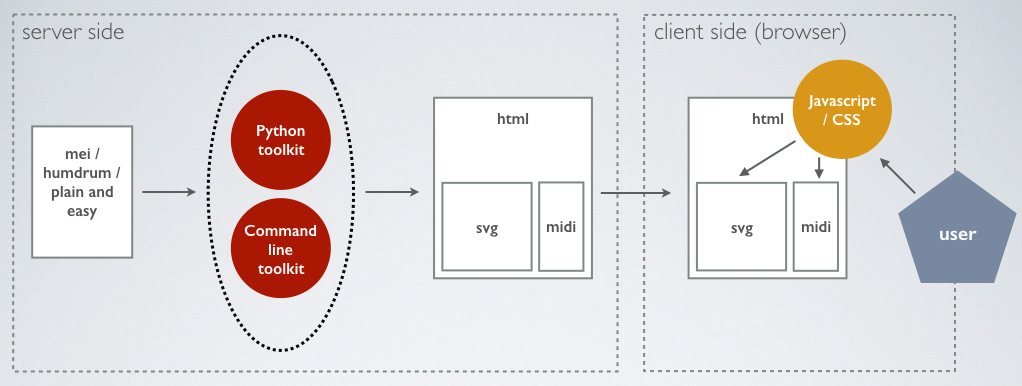 server side
mei /
humdrum /
plain and
easy
Python
toolkit
Command
line
toolkit
html
svg
midi
client side (browser)
html
Javascript
/ CSS
svg
midi
user